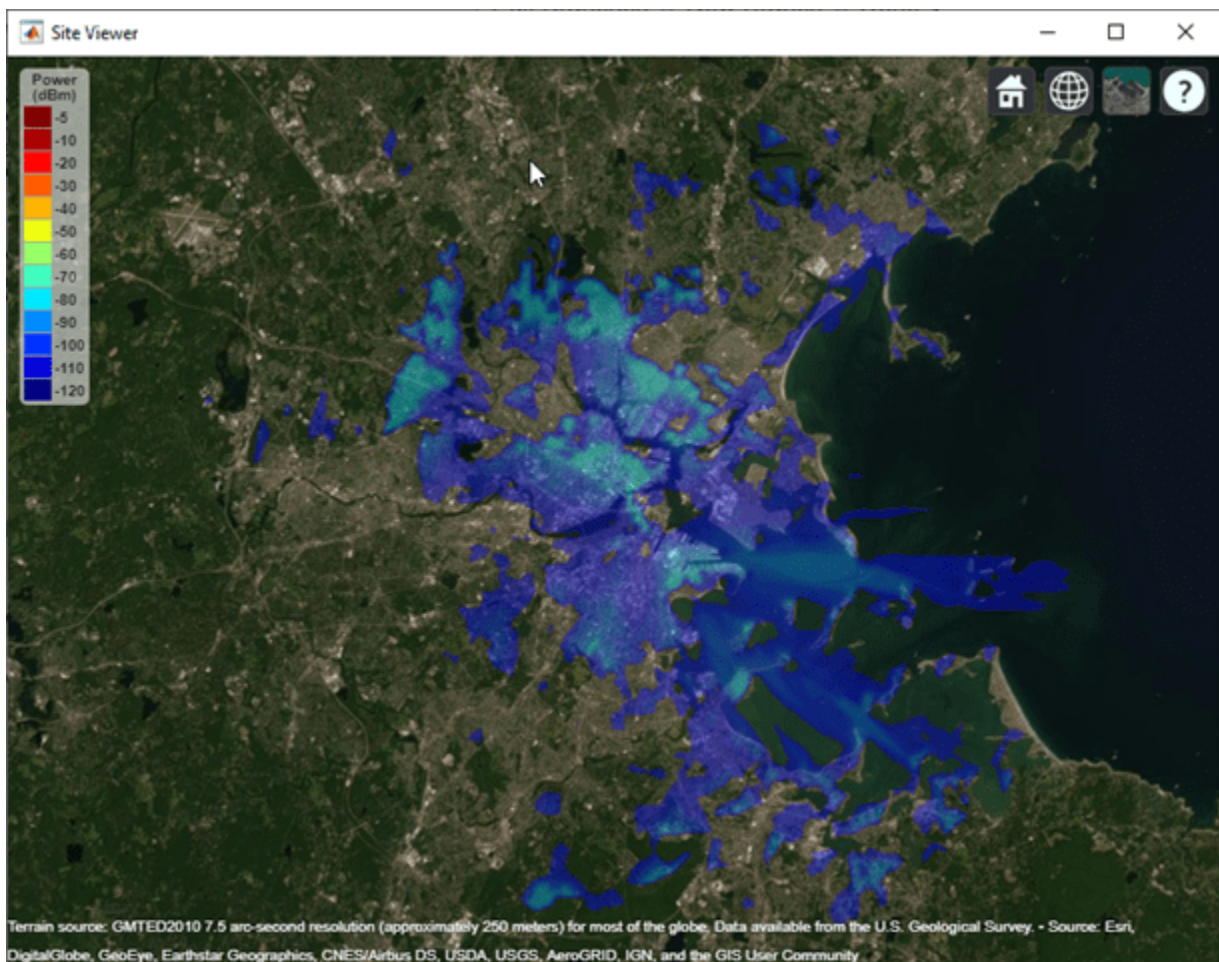 Site Viewer
Power
(dBm)
-5
-10
-20
-30
-40
-50
-60
-70
-80
-90
-100
-110
-120
?
Terrain source: GMTED2010 7.5 arc-second resolution (approximately 250 meters) for most of the globe. Data available from the U.S. Geological Survey. - Source: Esri,
DigitalGlobe, GeoEye, Earthstar Geographics, CNES/Airbus DS, USDA, USGS, AeroGRID, IGN, and the GIS User Community